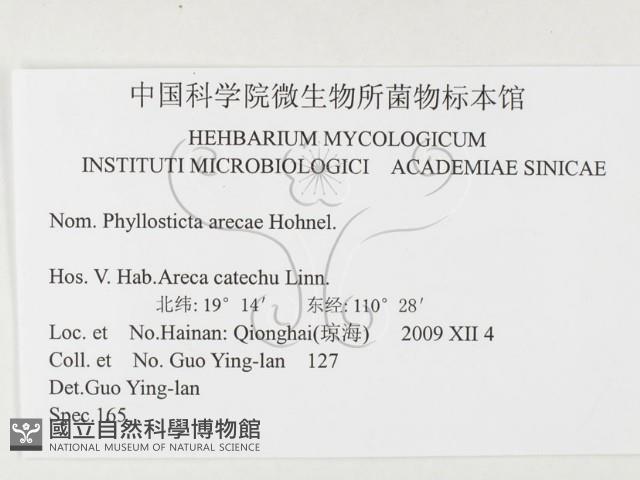 中国科学院微生物所菌物标本馆
HEHBARIUM MYCOLOGICUM
INSTITUTI MICROBIOLOGICI ACADEMIAE SINICAE
Nom. Phyllosticta arecae Hohnel.
Hos. V. Hab.Areca catechu Linn.
北纬: 19° 14′ 东经: 110° 28′
Loc. et No.Hainan: Qionghai(琼海) 2009 XII 4
Coll. et No. Guo Ying-lan 127
Det.Guo Ying-lan
Spec.165
國立自然科學博物館
NATIONAL MUSEUM OF NATURAL SCIENCE